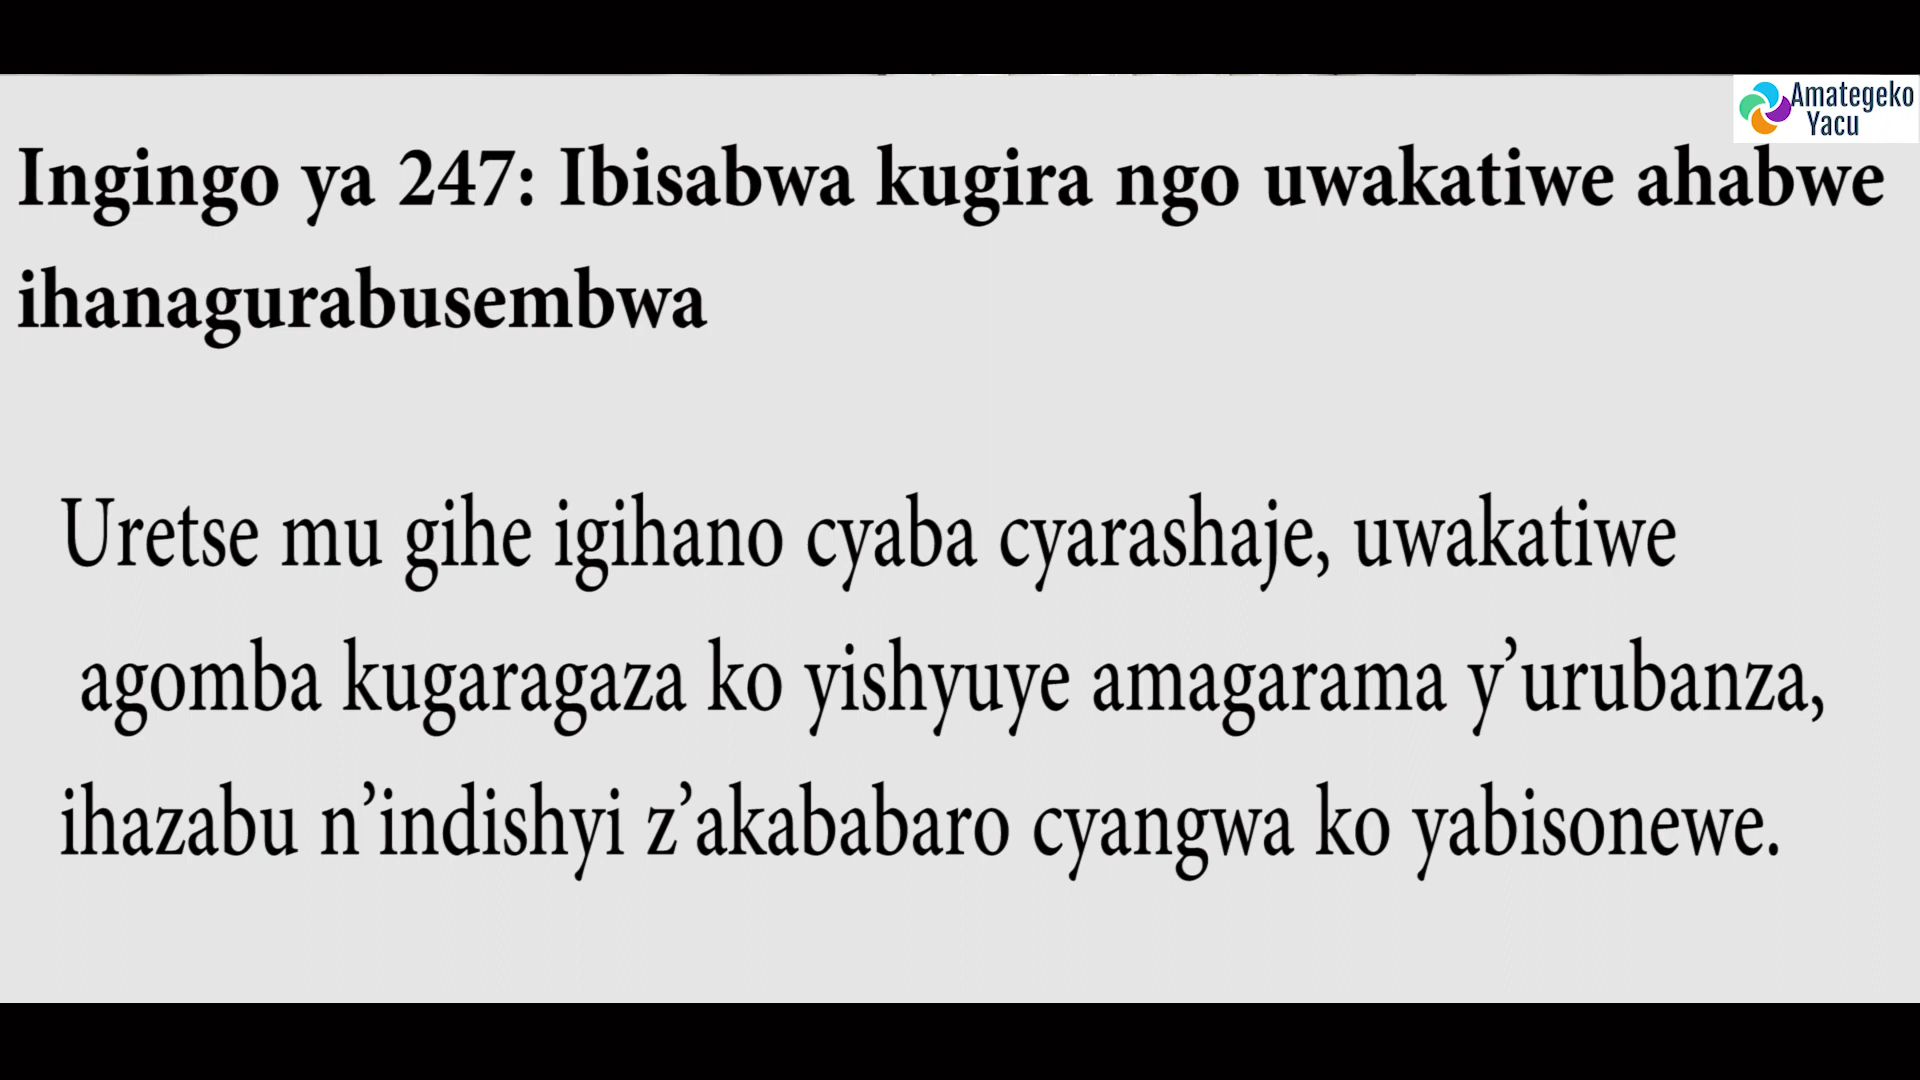 Amategeko
Yacu
Ingingo ya 247: Ibisabwa kugira ngo uwakatiwe ahabwe
ihanagurabusembwa
Uretse mu gihe igihano cyaba cyarashaje, uwakatiwe
agomba kugaragaza ko yishyuye amagarama y’urubanza,
ihazabu n’indishyi z’akababaro cyangwa ko yabisonewe.